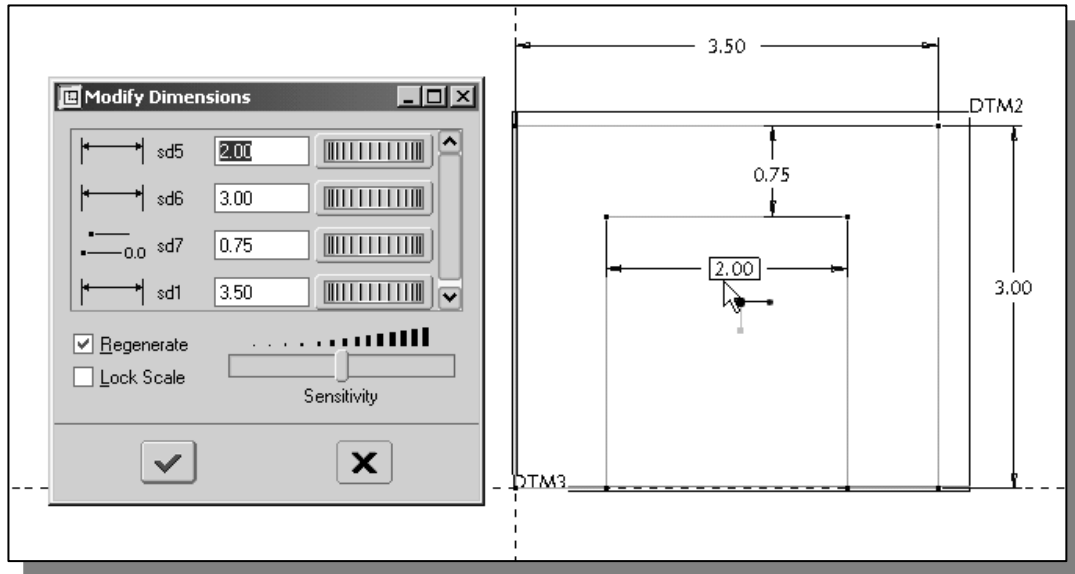 Modify Dimensions
sd5 2.00
sd6 3.00
0.0 sd7 0.75
sd1 3.50
Regenerate
Lock Scale
Sensitivity
3.50
DTM2
0.75
2.00
3.00
DTM3